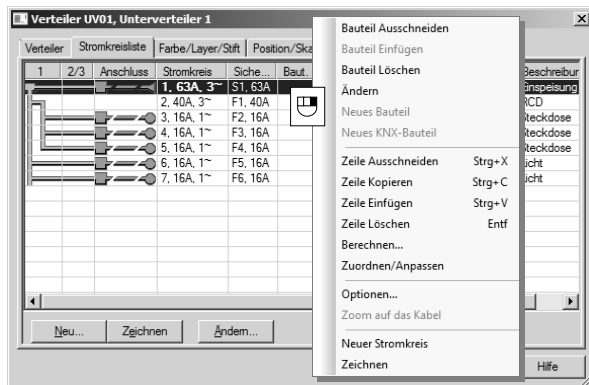 Verteiler UV01, Unterverteiler 1
Verteiler Stromkreisliste Farbe/Layer/Stift Position/Ska
1 2/3 Anschluss Stromkreis Siche... Baut. Beschreibur
1, 63A, 3~ S1, 63A Einspeisung
2, 40A, 3~ F1, 40A RCD
3, 16A, 1~ F2, 16A Steckdose
4, 16A, 1~ F3, 16A Steckdose
5, 16A, 1~ F4, 16A Steckdose
6, 16A, 1~ F5, 16A Licht
7, 16A, 1~ F6, 16A Licht
Neu... Zeichnen Ändern...
Hilfe
Bauteil Ausschneiden
Bauteil Einfügen
Bauteil Löschen
Ändern
Neues Bauteil
Neues KNX-Bauteil
Zeile Ausschneiden Strg+X
Zeile Kopieren Strg+C
Zeile Einfügen Strg+V
Zeile Löschen Entf
Berechnen...
Zuordnen/Anpassen
Optionen...
Zoom auf das Kabel
Neuer Stromkreis
Zeichnen